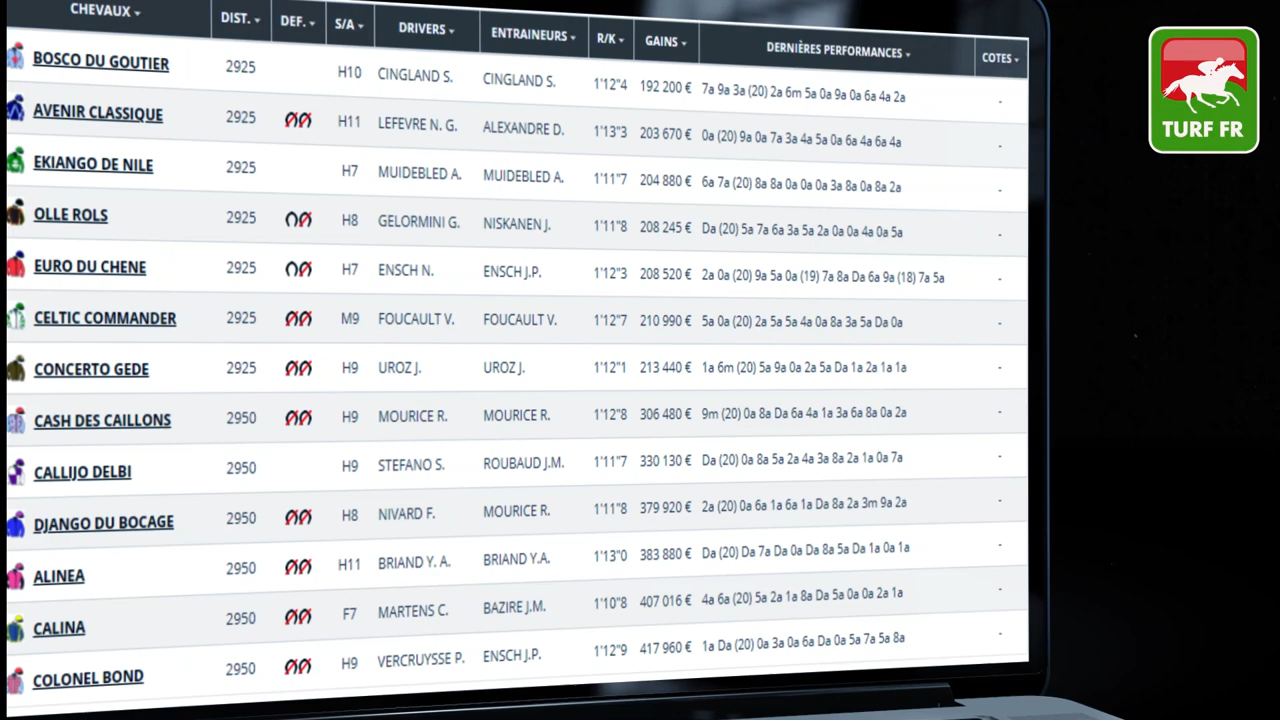 CHEVAUX DIST. DEF. S/A DRIVERS ENTRAINEURS R/K GAINS DERNIÈRES PERFORMANCES COTES
BOSCO DU GOUTIER 2925 H10 CINGLAND S. CINGLAND S. 1'12"4 192 200 € 7a 9a 3a (20) 2a 6m 5a 0a 9a 0a 6a 4a 2a -
AVENIR CLASSIQUE 2925 H11 LEFEVRE N. G. ALEXANDRE D. 1'13"3 203 670 € 0a (20) 9a 0a 7a 3a 4a 5a 0a 6a 4a 6a 4a -
EKIANGO DE NILE 2925 H7 MUIDEBLED A. MUIDEBLED A. 1'11"7 204 880 € 6a 7a (20) 8a 8a 0a 0a 0a 3a 8a 0a 8a 2a -
OLLE ROLS 2925 H8 GELORMINI G. NISKANEN J. 1'11"8 208 245 € Da (20) 5a 7a 6a 3a 5a 2a 0a 0a 4a 0a 5a -
EURO DU CHENE 2925 H7 ENSCH N. ENSCH J.P. 1'12"3 208 520 € 2a 0a (20) 9a 5a 0a (19) 7a 8a Da 6a 9a (18) 7a 5a -
CELTIC COMMANDER 2925 M9 FOUCAULT V. FOUCAULT V. 1'12"7 210 990 € 5a 0a (20) 2a 5a 5a 4a 0a 8a 3a 5a Da 0a -
CONCERTO GEDE 2925 H9 UROZ J. UROZ J. 1'12"1 213 440 € 1a 6m (20) 5a 9a 0a 2a 5a Da 1a 2a 1a 1a -
CASH DES CAILLONS 2950 H9 MOURICE R. MOURICE R. 1'12"8 306 480 € 9m (20) 0a 8a Da 6a 4a 1a 3a 6a 8a 0a 2a -
CALLIJO DELBI 2950 H9 STEFANO S. ROUBAUD J.M. 1'11"7 330 130 € Da (20) 0a 8a 5a 2a 4a 3a 8a 2a 1a 0a 7a -
DJANGO DU BOCAGE 2950 H8 NIVARD F. MOURICE R. 1'11"8 379 920 € 2a (20) 0a 6a 1a 6a 1a Da 8a 2a 3m 9a 2a -
ALINEA 2950 H11 BRIAND Y. A. BRIAND Y.A. 1'13"0 383 880 € Da (20) Da 7a Da 0a Da 8a 5a Da 1a 0a 1a -
CALINA 2950 F7 MARTENS C. BAZIRE J.M. 1'10"8 407 016 € 4a 6a (20) 5a 2a 1a 8a Da 5a 0a 0a 2a 1a -
COLONEL BOND 2950 H9 VERCRUYSSE P. ENSCH J.P. 1'12"9 417 960 € 1a Da (20) 0a 3a 0a 6a Da 0a 5a 7a 5a 8a -
TURF FR